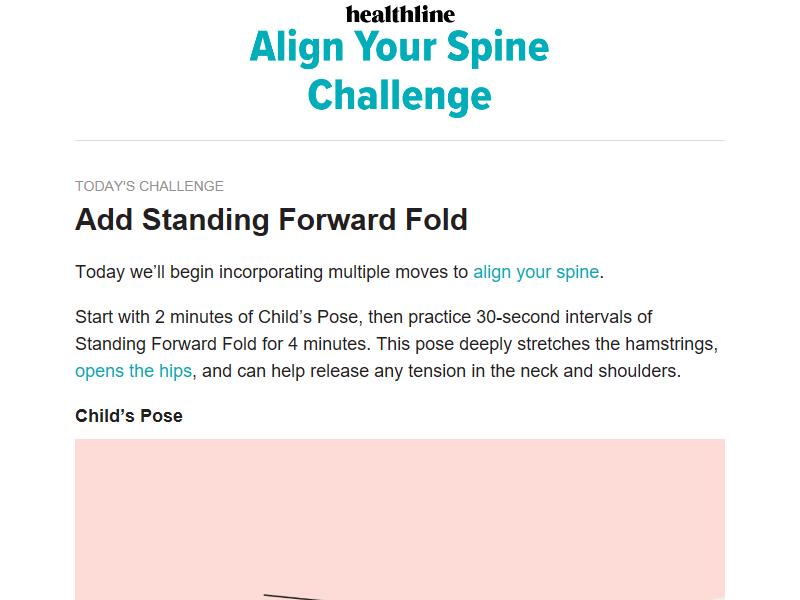 healthline
Align Your Spine
Challenge
TODAY'S CHALLENGE
Add Standing Forward Fold
Today we’ll begin incorporating multiple moves to align your spine.
Start with 2 minutes of Child’s Pose, then practice 30-second intervals of
Standing Forward Fold for 4 minutes. This pose deeply stretches the hamstrings,
opens the hips, and can help release any tension in the neck and shoulders.
Child’s Pose